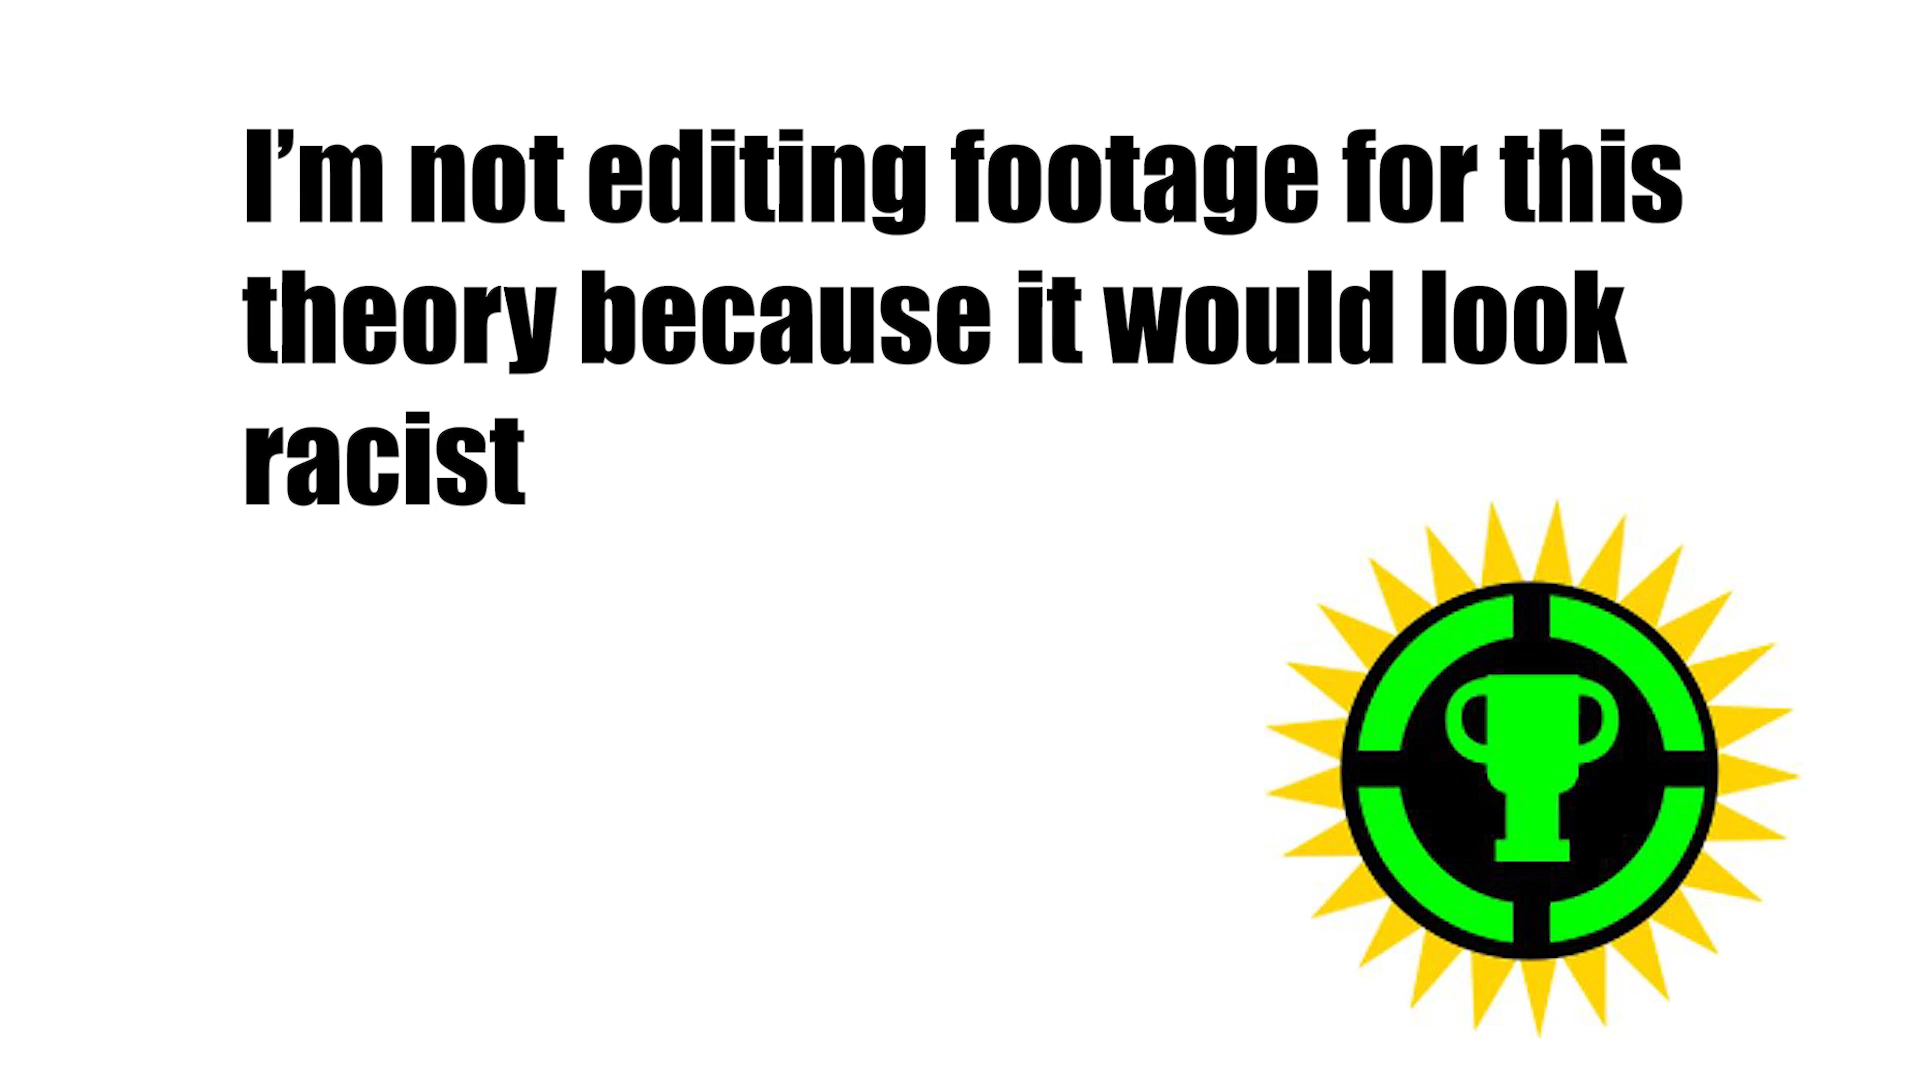 I’m not editing footage for this
theory because it would look
racist